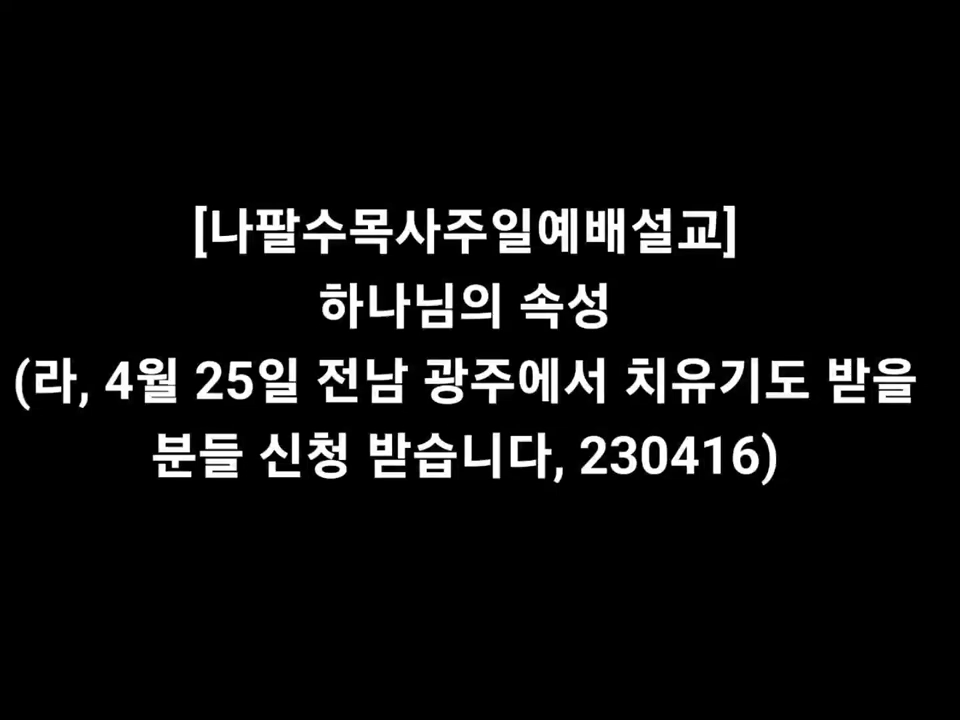 [나팔수목사주일예배설교]
하나님의 속성
(라, 4월 25일 전남 광주에서 치유기도 받을
분들 신청 받습니다, 230416)